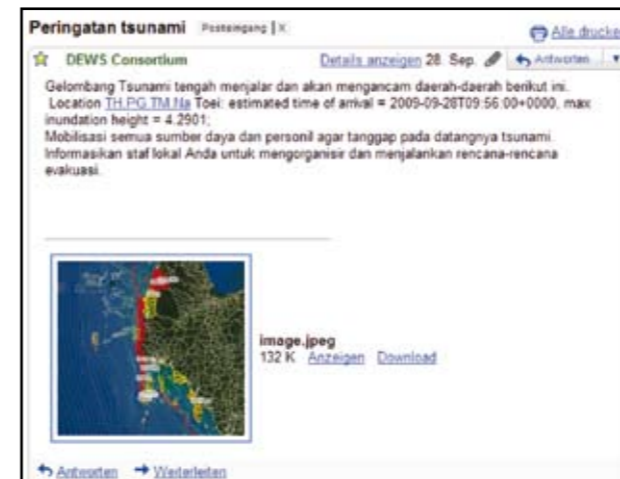 Peringatan tsunami Posteingang | X Alle drucke
DEWS Consortium Details anzeigen 28. Sep. Antworten
Gelombang Tsunami tengah menjalar dan akan mengancam daerah-daerah berikut ini.
Location TH.PG.TM.Na Toei: estimated time of arrival = 2009-09-28T09:56:00+0000, max
inundation height = 4.2901;
Mobilisasi semua sumber daya dan personil agar tanggap pada datangnya tsunami.
Informasikan staf lokal Anda untuk mengorganisir dan menjalankan rencana-rencana
evakuasi.
image.jpeg
132 K Anzeigen Download
Antworten Weiterleiten